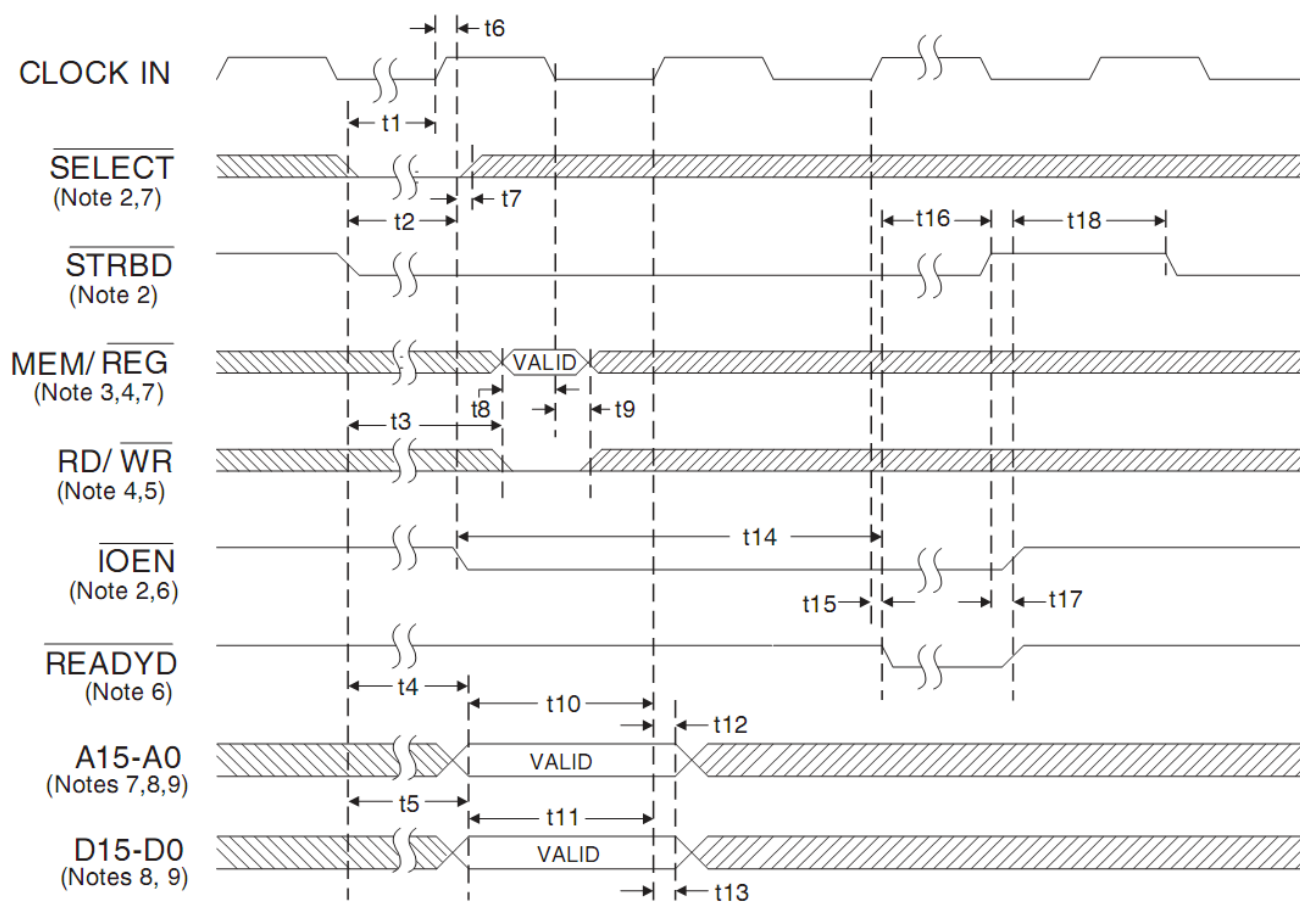 t6
CLOCK IN
t1
SELECT
(Note 2,7)
t7
t2
t16
t18
STRBD
(Note 2)
MEM/ REG
VALID
(Note 3,4,7)
t8
t9
t3
RD/ WR
(Note 4,5)
t14
IOEN
(Note 2,6)
t15
t17
READYD
(Note 6)
t4
t10
t12
A15-A0
VALID
(Notes 7,8,9)
t5
t11
D15-D0
VALID
(Notes 8, 9)
t13